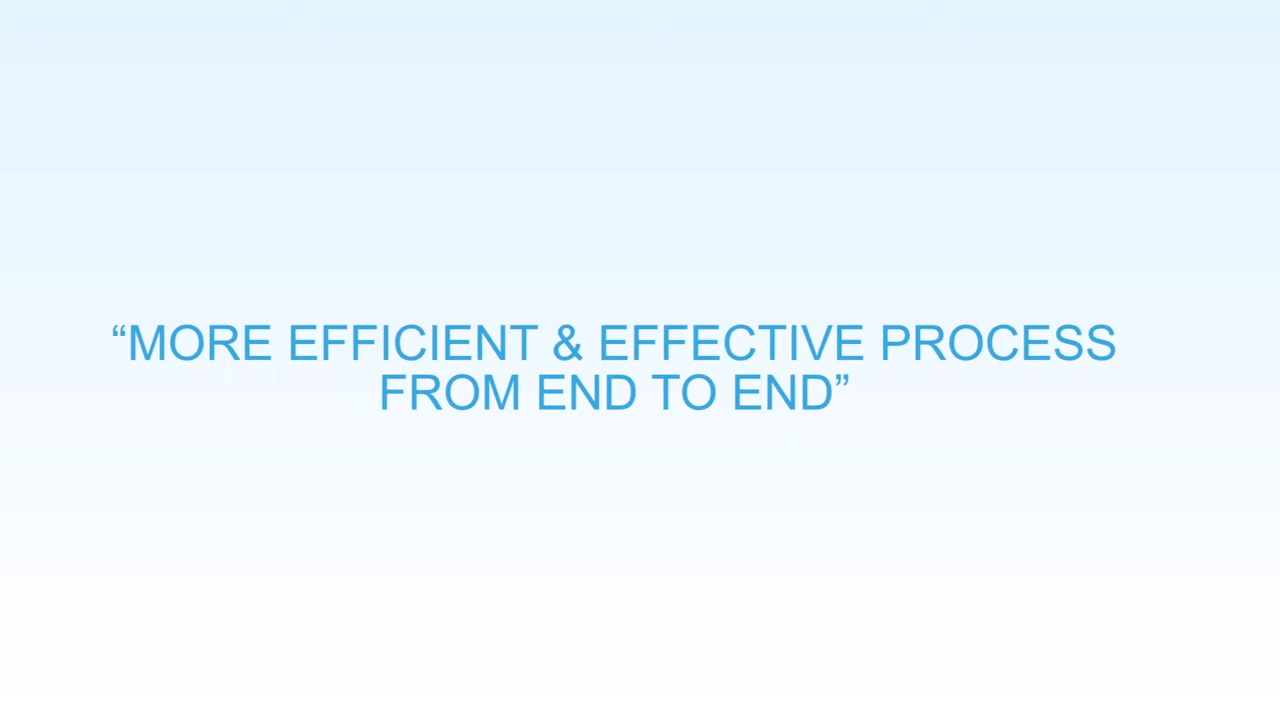 “MORE EFFICIENT & EFFECTIVE PROCESS
FROM END TO END”